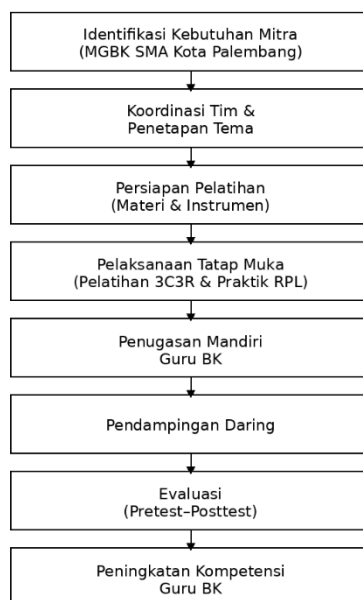 Identifikasi Kebutuhan Mitra
(MGBK SMA Kota Palembang)
Koordinasi Tim &
Penetapan Tema
Persiapan Pelatihan
(Materi & Instrumen)
Pelaksanaan Tatap Muka
(Pelatihan 3C3R & Praktik RPL)
Penugasan Mandiri
Guru BK
Pendampingan Daring
Evaluasi
(Pretest–Posttest)
Peningkatan Kompetensi
Guru BK